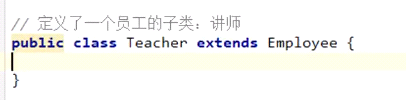 // 定义了一个员工的子类：讲师
public class Teacher extends Employee {
}